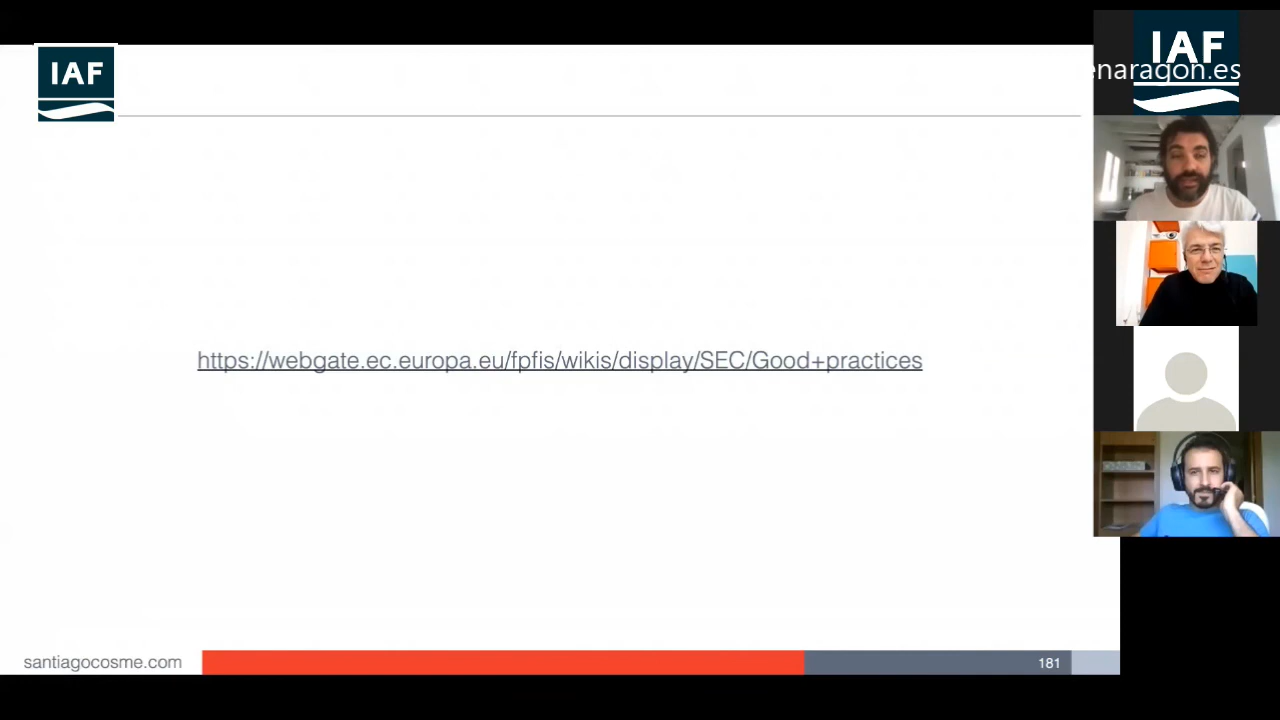 IAF
IAF
enaragon.es
https://webgate.ec.europa.eu/fpfis/wikis/display/SEC/Good+practices
santiagocosme.com
181